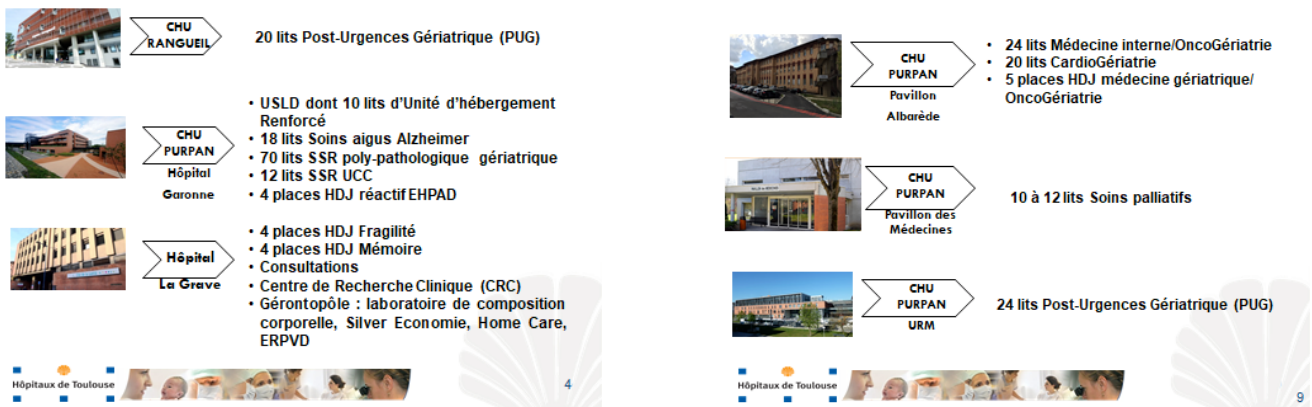 CHU
RANGUEIL
20 lits Post-Urgences Gériatrique (PUG)
CHU
PURPAN
Hôpital
Garonne
• USLD dont 10 lits d’Unité d’hébergement
Renforcé
• 18 lits Soins aigus Alzheimer
• 70 lits SSR poly-pathologique gériatrique
• 12 lits SSR UCC
• 4 places HDJ réactif EHPAD
Hôpital
La Grave
• 4 places HDJ Fragilité
• 4 places HDJ Mémoire
• Consultations
• Centre de Recherche Clinique (CRC)
• Gérontopôle : laboratoire de composition
corporelle, Silver Economie, Home Care,
ERPVD
Hôpitaux de Toulouse
4
CHU
PURPAN
Pavillon
Albarède
• 24 lits Médecine interne/OncoGériatrie
• 20 lits CardioGériatrie
• 5 places HDJ médecine gériatrique/
OncoGériatrie
CHU
PURPAN
Pavillon des
Médecines
10 à 12 lits Soins palliatifs
CHU
PURPAN
URM
24 lits Post-Urgences Gériatrique (PUG)
Hôpitaux de Toulouse
9